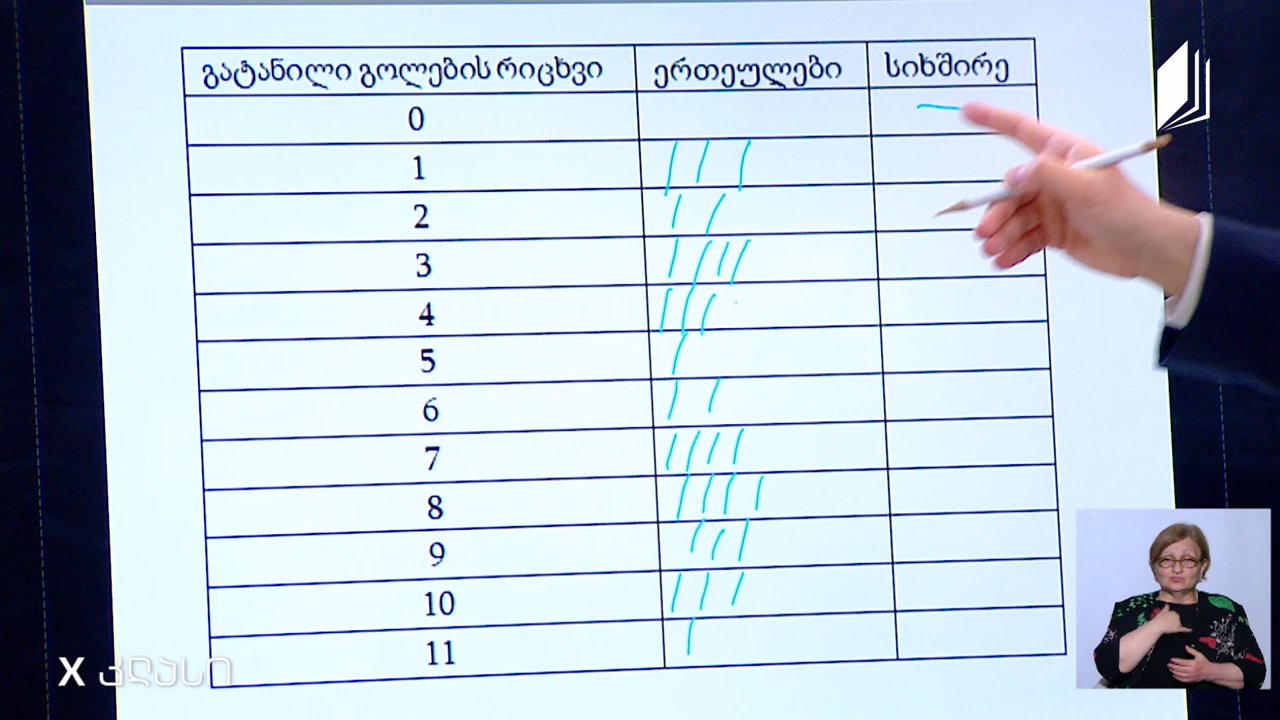 გატანილი გოლების რიცხვი ერთეულები სიხშირე
0 —
1 / / /
2 / /
3 / / / /
4 / / /
5 /
6 / /
7 / / / /
8 / / / /
9 / / /
10 / / /
11 /
X კლასი